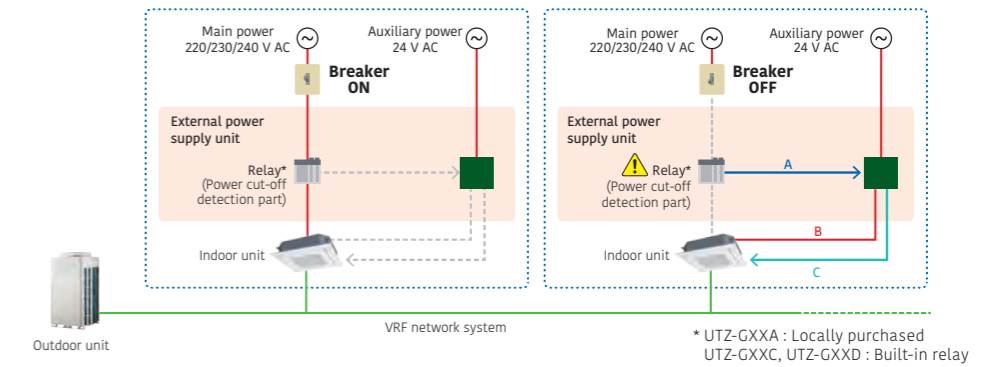 Main power
220/230/240 V AC
Auxiliary power
24 V AC
Breaker
ON
External power
supply unit
Relay*
(Power cut-off
detection part)
Indoor unit
Main power
220/230/240 V AC
Auxiliary power
24 V AC
Breaker
OFF
External power
supply unit
Relay*
(Power cut-off
detection part)
A
B
C
Indoor unit
Outdoor unit
VRF network system
* UTZ-GXXA : Locally purchased
UTZ-GXXC, UTZ-GXXD : Built-in relay